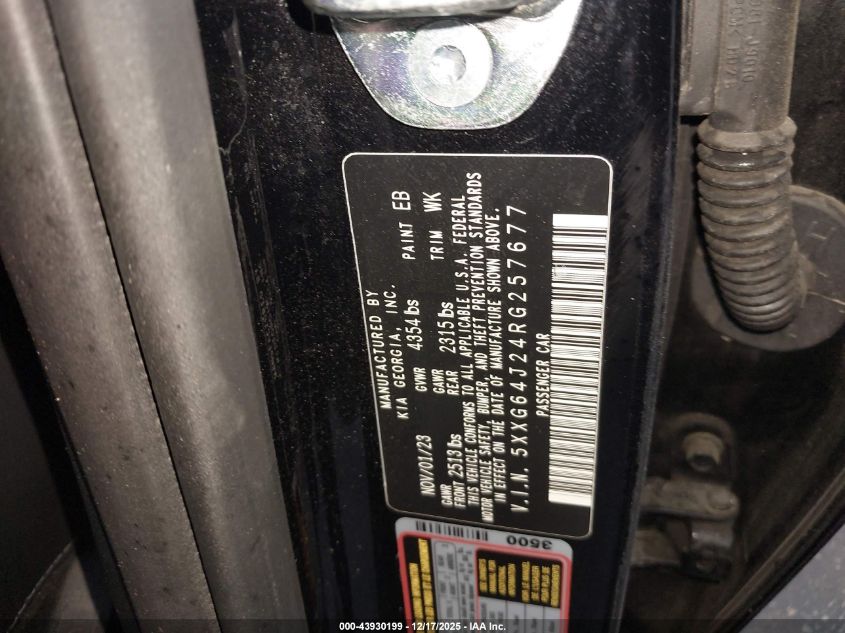 MANUFACTURED BY
KIA GEORGIA, INC.
NOV/01/23 GVWR 4354 lbs PAINT EB
GAWR FRONT 2513 lbs GAWR REAR 2315 lbs TRIM WK
THIS VEHICLE CONFORMS TO ALL APPLICABLE U.S.A. FEDERAL
MOTOR VEHICLE SAFETY, BUMPER, AND THEFT PREVENTION STANDARDS
IN EFFECT ON THE DATE OF MANUFACTURE SHOWN ABOVE.
V.I.N. 5XXG64J24RG257677
PASSENGER CAR
3500
000-43930199 - 12/17/2025 - IAA Inc.